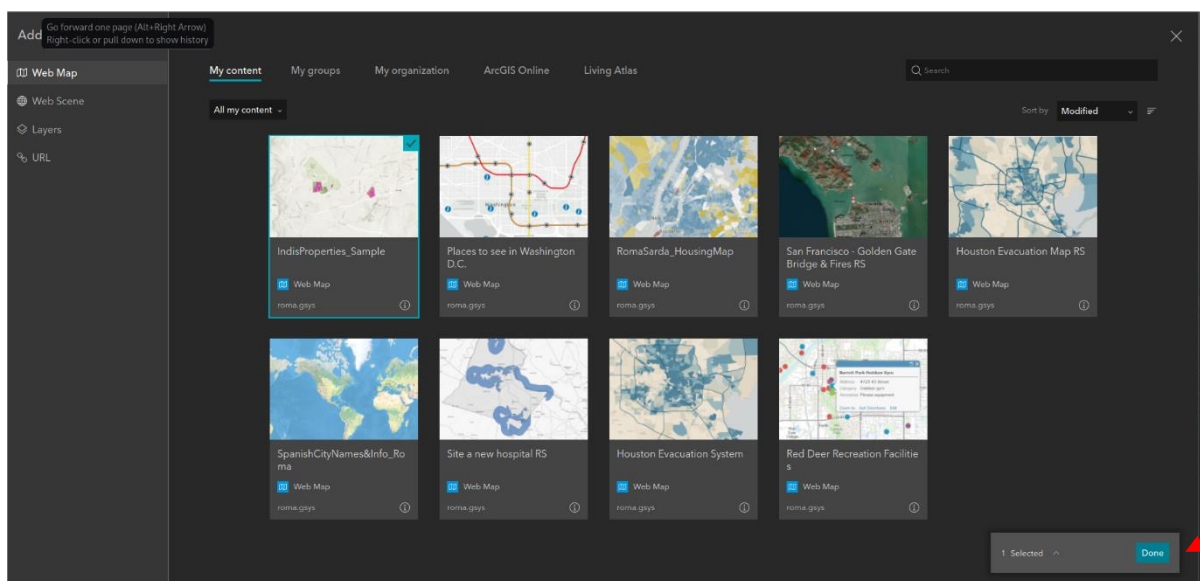 Add
Go forward one page (Alt+Right Arrow)
Right-click or pull down to show history
Web Map
Web Scene
Layers
URL
My content
My groups
My organization
ArcGIS Online
Living Atlas
Search
All my content
Sort by
Modified
IndisProperties_Sample
Web Map
roma.gsys
Washington
Places to see in Washington
D.C.
Web Map
roma.gsys
RomaSarda_HousingMap
Web Map
roma.gsys
San Francisco - Golden Gate
Bridge & Fires RS
Web Map
roma.gsys
Houston Evacuation Map RS
Web Map
roma.gsys
SpanishCityNames&Info_Ro
ma
Web Map
roma.gsys
Site a new hospital RS
Web Map
roma.gsys
Houston Evacuation System
Web Map
roma.gsys
Barrett Park Outdoor Gym
Red Deer Recreation Facilitie
s
Web Map
roma.gsys
1 Selected
Done